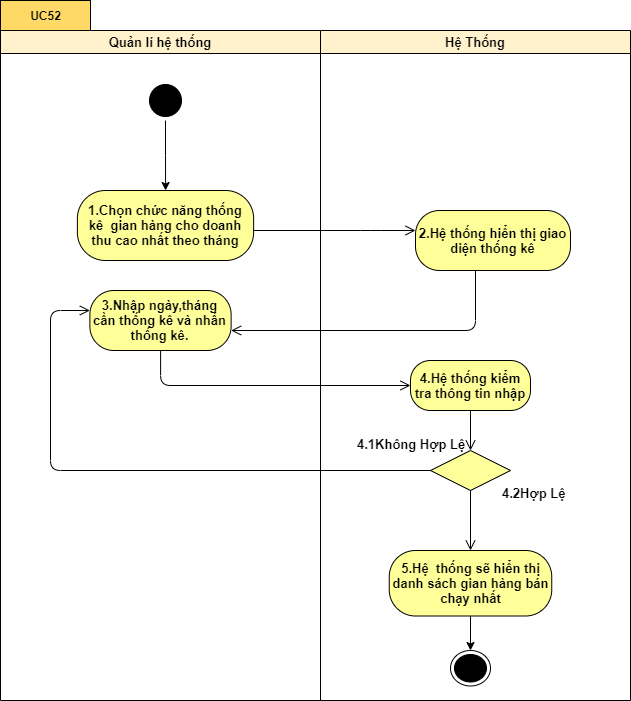 UC52
Quản lí hệ thống
Hệ Thống
1.Chọn chức năng thống
kê gian hàng cho doanh
thu cao nhất theo tháng
2.Hệ thống hiển thị giao
diện thống kê
3.Nhập ngày,tháng
cần thống kê và nhấn
thống kê.
4.Hệ thống kiểm
tra thông tin nhập
4.1Không Hợp Lệ
4.2Hợp Lệ
5.Hệ thống sẽ hiển thị
danh sách gian hàng bán
chạy nhất